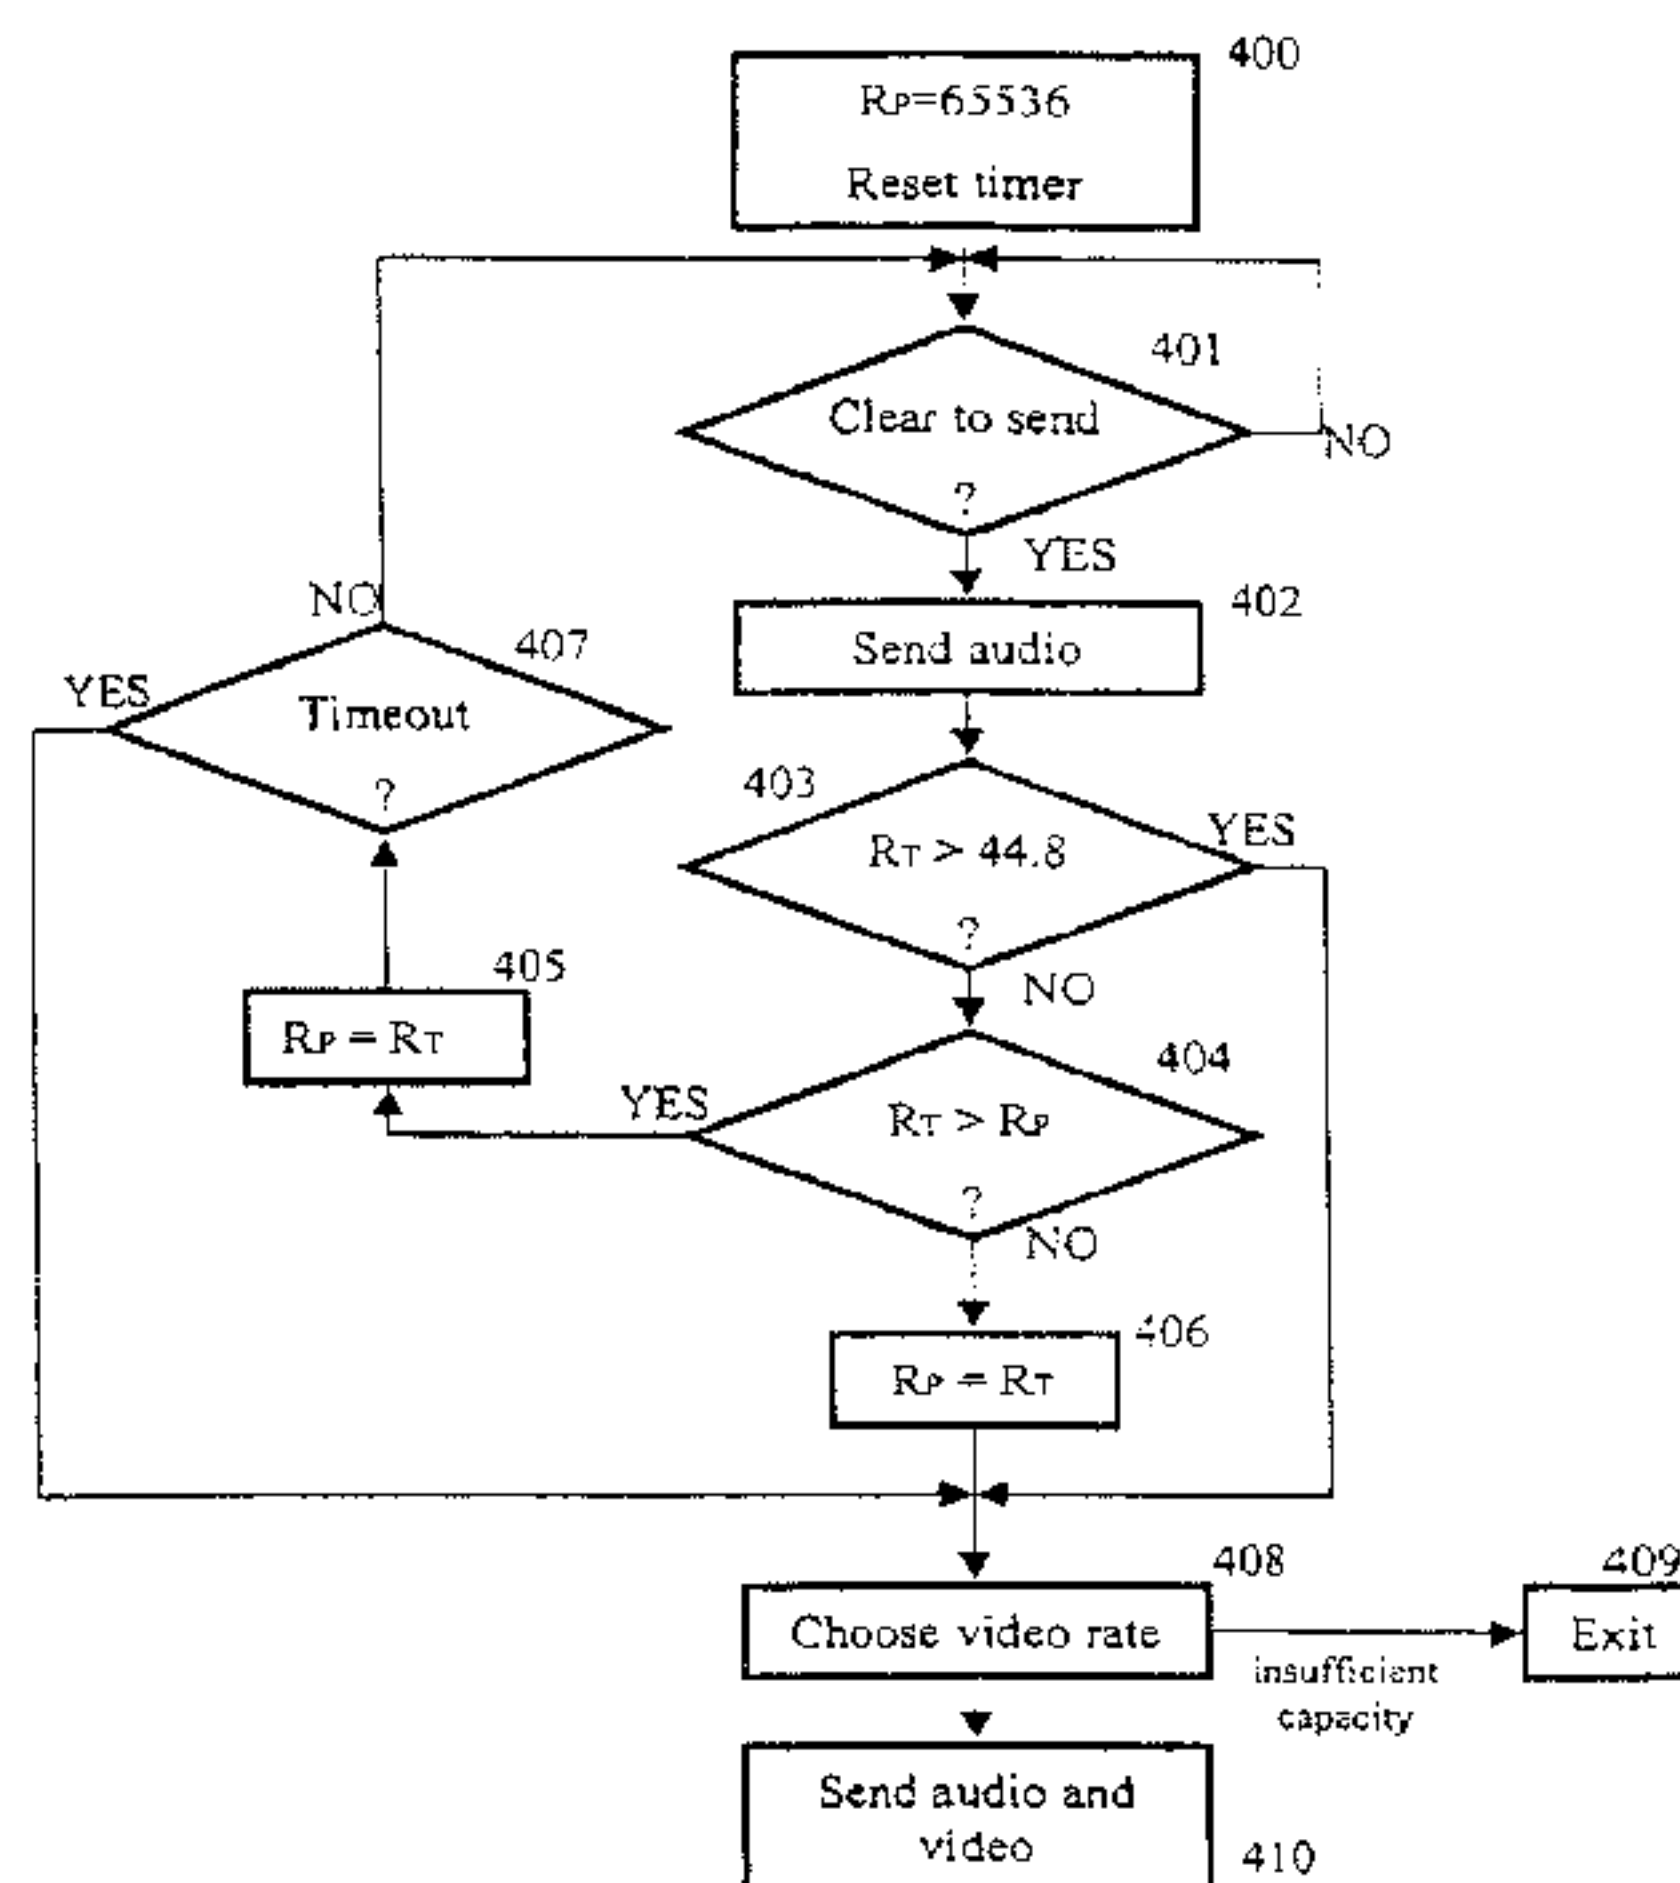 400
RP=65536
Reset timer
401
Clear to send
?
NO
YES
402
Send audio
NO
407
YES
Timeout
?
403
RT > 44.8
?
YES
NO
405
RP = RT
404
YES
RT > RP
?
NO
406
RP = RT
408
409
Choose video rate
Exit
insufficient
capacity
Send audio and
video
410